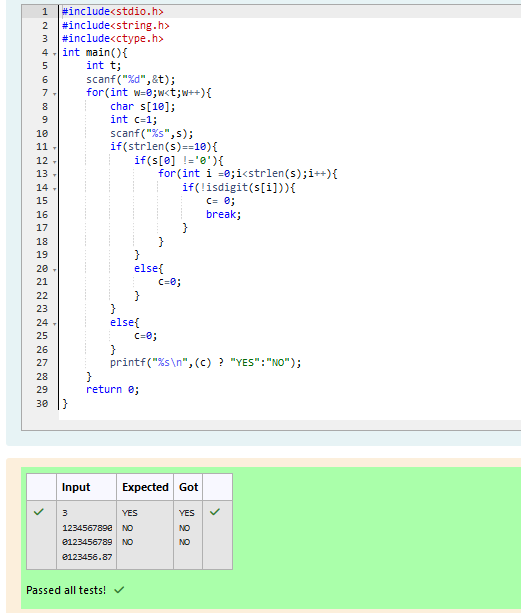 1 #include<stdio.h>
2 #include<string.h>
3 #include<ctype.h>
4 int main(){
5 int t;
6 scanf("%d",&t);
7 for(int w=0;w<t;w++){
8 char s[10];
9 int c=1;
10 scanf("%s",s);
11 if(strlen(s)==10){
12 if(s[0] !='0'){
13 for(int i =0;i<strlen(s);i++){
14 if(!isdigit(s[i])){
15 c= 0;
16 break;
17 }
18 }
19 }
20 else{
21 c=0;
22 }
23 }
24 else{
25 c=0;
26 }
27 printf("%s\n",(c) ? "YES":"NO");
28 }
29 return 0;
30 }
Input Expected Got
3 YES YES
1234567890 NO NO
0123456789 NO NO
0123456.87
Passed all tests!